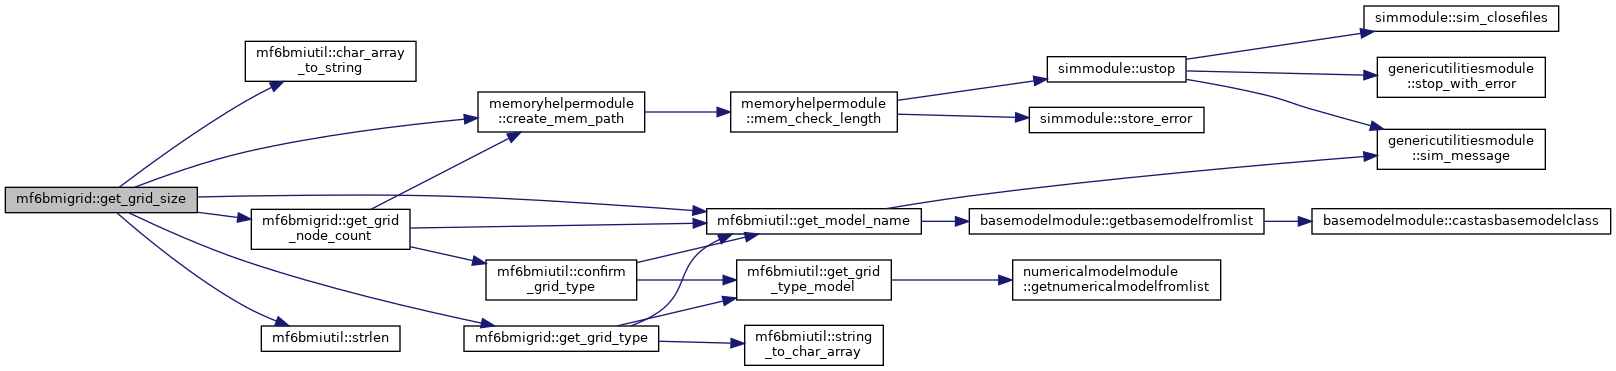 simmodule::sim_closefiles
mf6bmiutil::char_array
_to_string
simmodule::ustop
genericutilitiesmodule
::stop_with_error
memoryhelpermodule
::create_mem_path
memoryhelpermodule
::mem_check_length
simmodule::store_error
genericutilitiesmodule
::sim_message
mf6bmigrid::get_grid_size
mf6bmigrid::get_grid
_node_count
mf6bmiutil::get_model_name
basemodelmodule::getbasemodelfromlist
basemodelmodule::castasbasemodelclass
mf6bmiutil::confirm
_grid_type
mf6bmiutil::get_grid
_type_model
numericalmodelmodule
::getnumericalmodelfromlist
mf6bmiutil::strlen
mf6bmigrid::get_grid_type
mf6bmiutil::string
_to_char_array